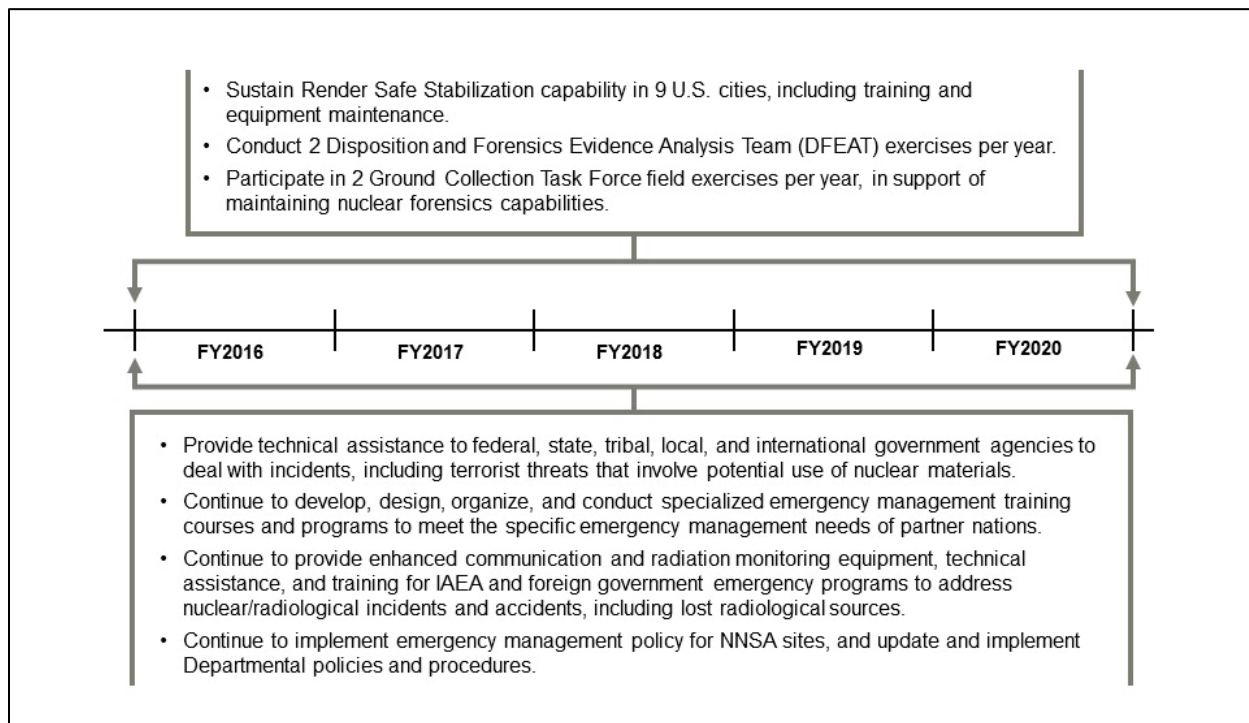 • Sustain Render Safe Stabilization capability in 9 U.S. cities, including training and
equipment maintenance.
• Conduct 2 Disposition and Forensics Evidence Analysis Team (DFEAT) exercises per year.
• Participate in 2 Ground Collection Task Force field exercises per year, in support of
maintaining nuclear forensics capabilities.
FY2016 FY2017 FY2018 FY2019 FY2020
• Provide technical assistance to federal, state, tribal, local, and international government agencies to
deal with incidents, including terrorist threats that involve potential use of nuclear materials.
• Continue to develop, design, organize, and conduct specialized emergency management training
courses and programs to meet the specific emergency management needs of partner nations.
• Continue to provide enhanced communication and radiation monitoring equipment, technical
assistance, and training for IAEA and foreign government emergency programs to address
nuclear/radiological incidents and accidents, including lost radiological sources.
• Continue to implement emergency management policy for NNSA sites, and update and implement
Departmental policies and procedures.